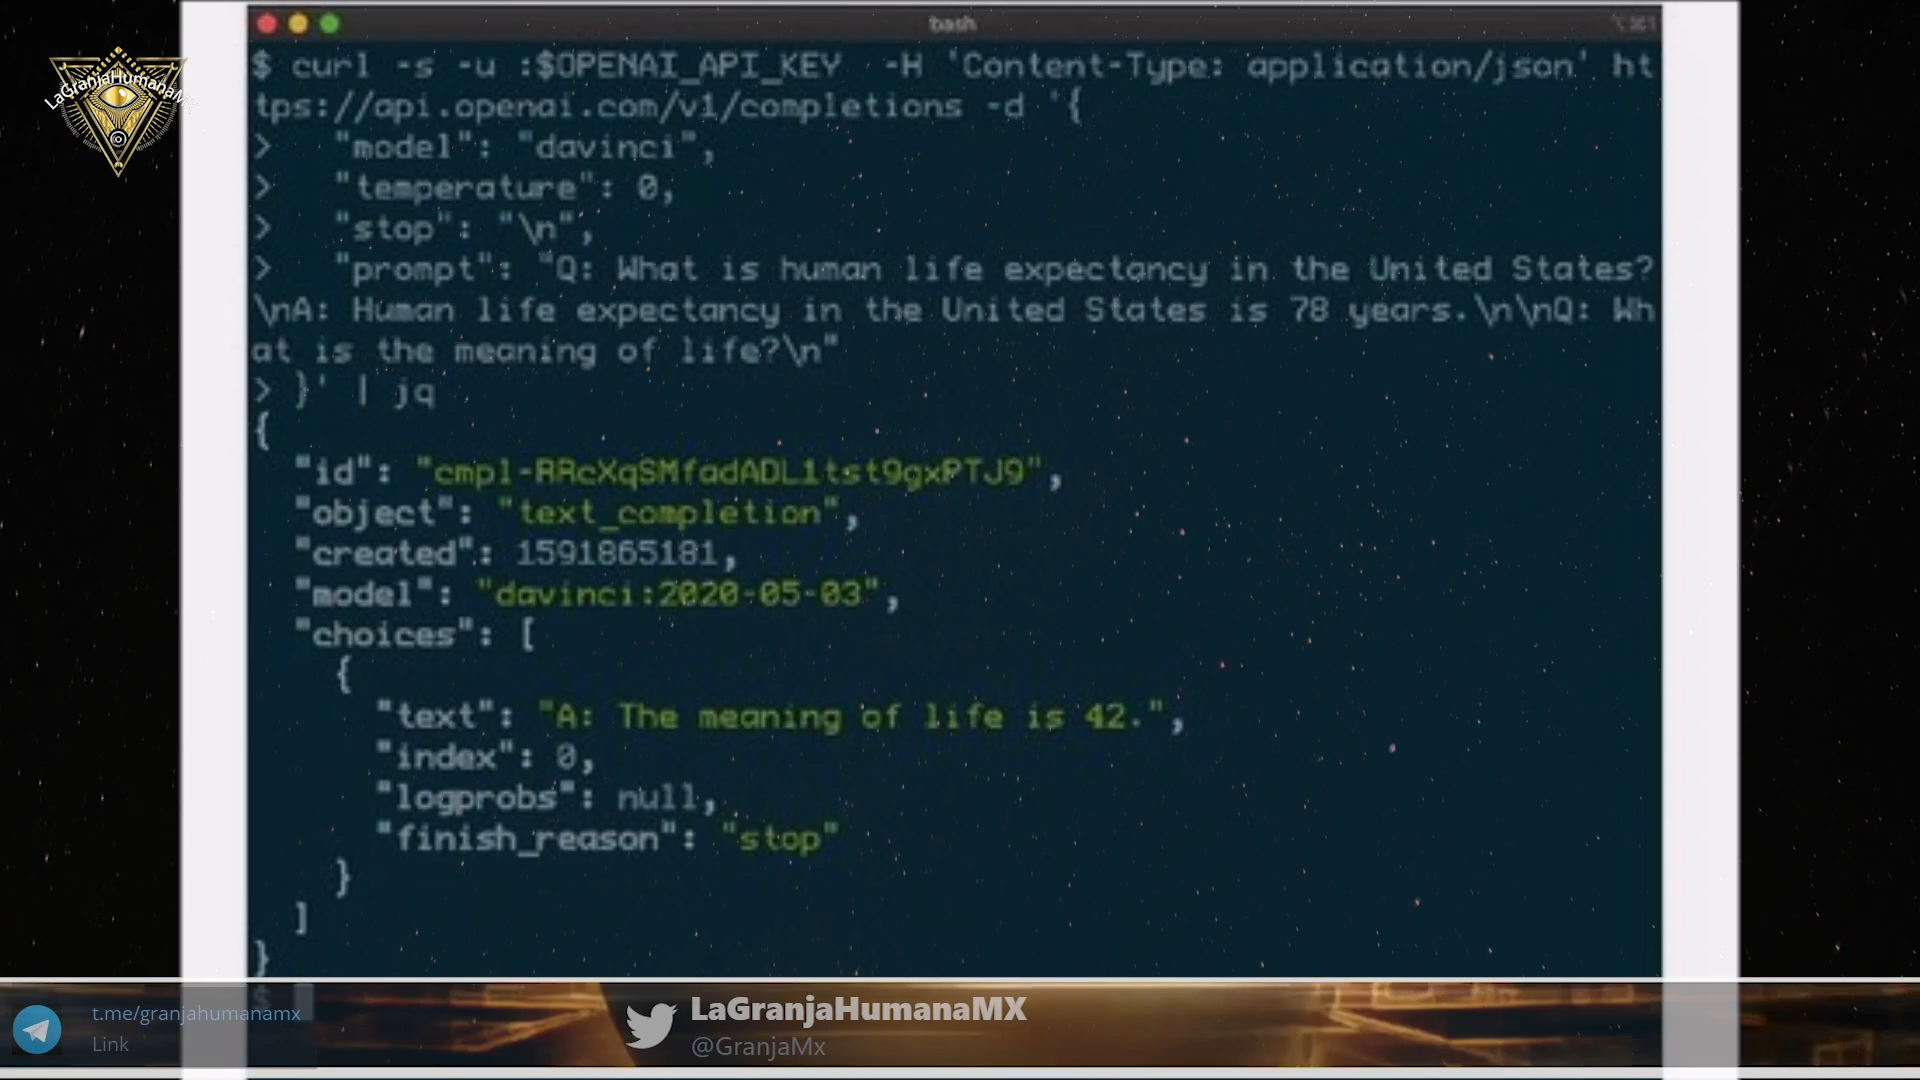 bash
LaGranjaHumanaMX
$ curl -s -u :$OPENAI_API_KEY  -H 'Content-Type: application/json' ht
tps://api.openai.com/v1/completions -d '{
>   "model": "davinci",
>   "temperature": 0,
>   "stop": "\n",
>   "prompt": "Q: What is human life expectancy in the United States?
\nA: Human life expectancy in the United States is 78 years.\n\nQ: Wh
at is the meaning of life?\n"
> }' | jq
{
"id": "cmpl-RRcXqSMfadADL1tst9gxPTJ9",
"object": "text_completion",
"created": 1591865181,
"model": "davinci:2020-05-03",
"choices": [
{
"text": "A: The meaning of life is 42.",
"index": 0,
"logprobs": null,
"finish_reason": "stop"
}
]
}
$
t.me/granjahumanamx
Link
LaGranjaHumanaMX
@GranjaMx